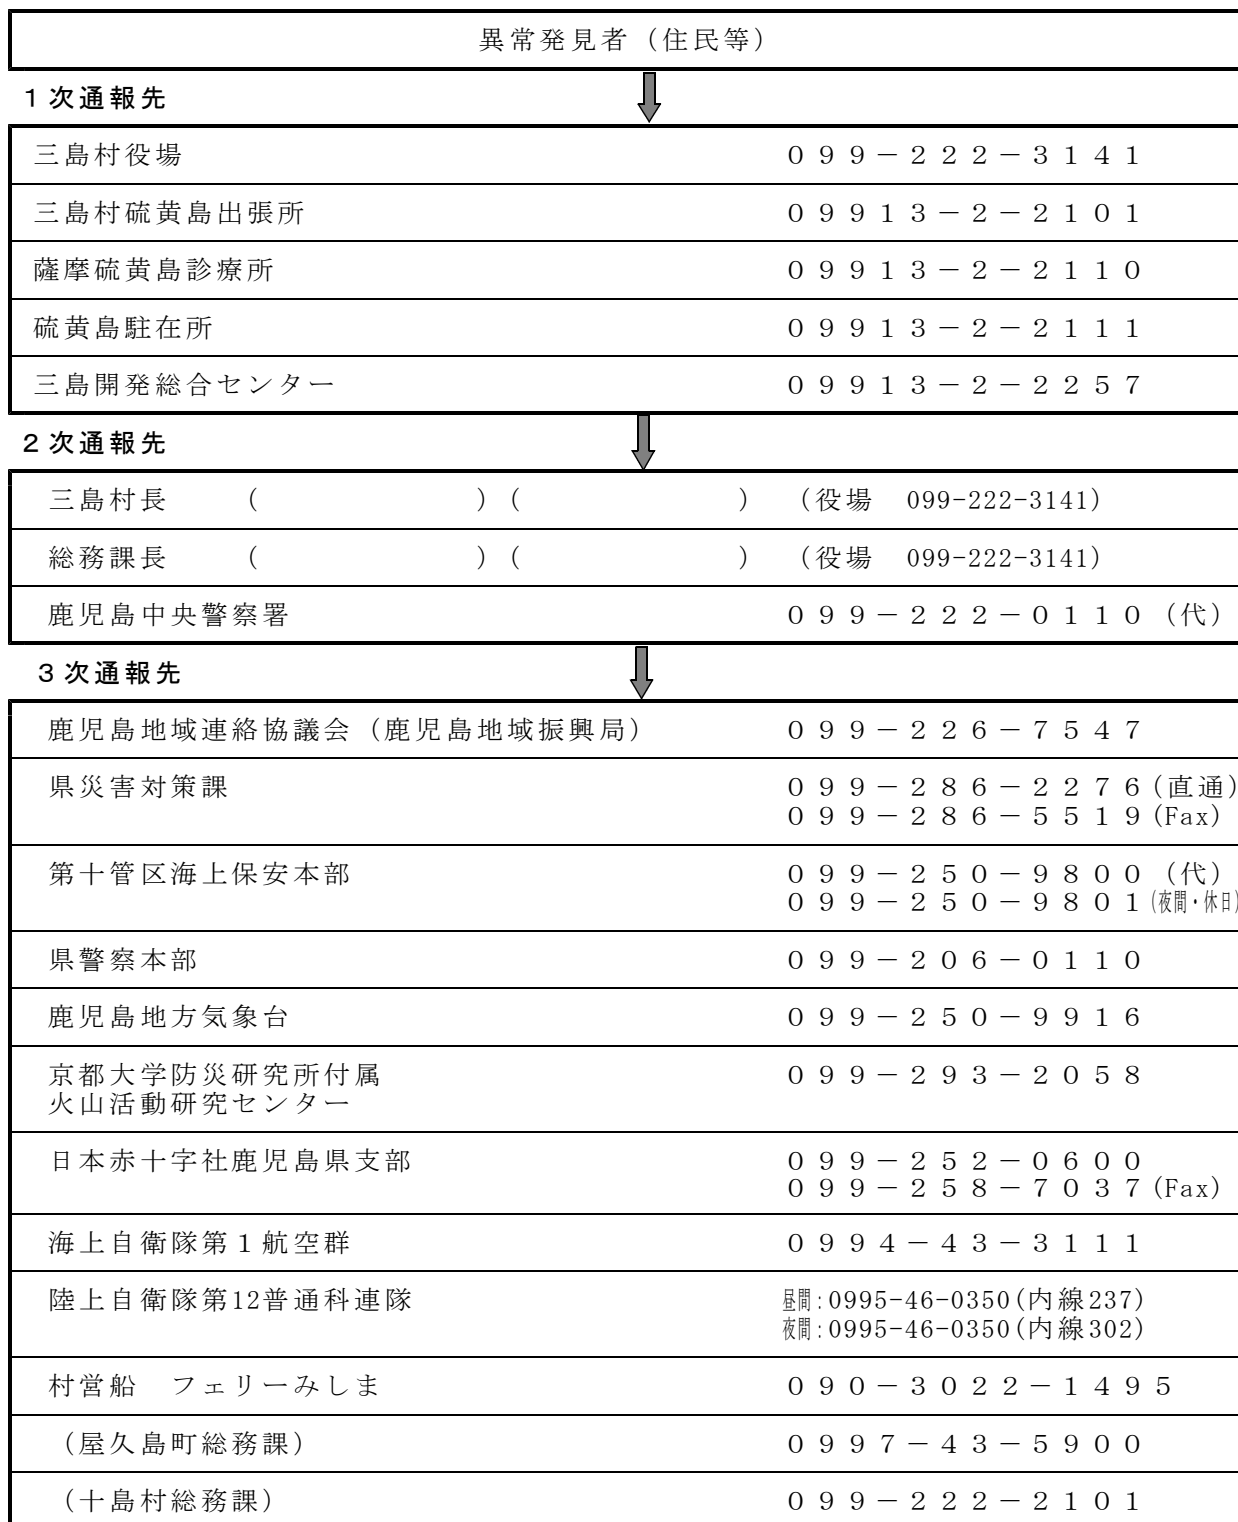 異常発見者（住民等）
１次通報先
三島村役場　０９９－２２２－３１４１
三島村硫黄島出張所　０９９１３－２－２１０１
薩摩硫黄島診療所　０９９１３－２－２１１０
硫黄島駐在所　０９９１３－２－２１１１
三島開発総合センター　０９９１３－２－２２５７
２次通報先
三島村長　（　　　　　　　）（　　　　　　　）　（役場　099-222-3141）
総務課長　（　　　　　　　）（　　　　　　　）　（役場　099-222-3141）
鹿児島中央警察署　０９９－２２２－０１１０（代）
３次通報先
鹿児島地域連絡協議会（鹿児島地域振興局）　０９９－２２６－７５４７
県災害対策課　０９９－２８６－２２７６(直通)
０９９－２８６－５５１９(Fax)
第十管区海上保安本部　０９９－２５０－９８００（代）
０９９－２５０－９８０１(夜間・休日)
県警察本部　０９９－２０６－０１１０
鹿児島地方気象台　０９９－２５０－９９１６
京都大学防災研究所付属　０９９－２９３－２０５８
火山活動研究センター
日本赤十字社鹿児島県支部　０９９－２５２－０６００
０９９－２５８－７０３７(Fax)
海上自衛隊第１航空群　０９９４－４３－３１１１
陸上自衛隊第12普通科連隊　昼間:0995-46-0350(内線237)
夜間:0995-46-0350(内線302)
村営船　フェリーみしま　０９０－３０２２－１４９５
（屋久島町総務課）　０９９７－４３－５９００
（十島村総務課）　０９９－２２２－２１０１